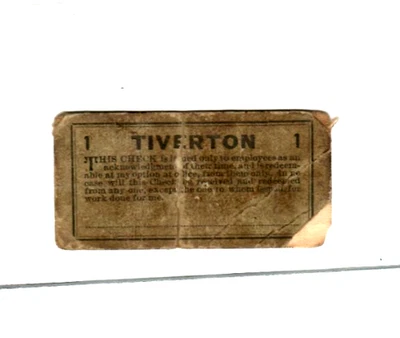 1 TIVERTON 1
THIS CHECK is issued only to employees as an
acknowledgment of their time, and is redeem-
able at my option at office, from them only. In no
case will this Check be received and redeemed
from any one, except the one to whom
work done for me.